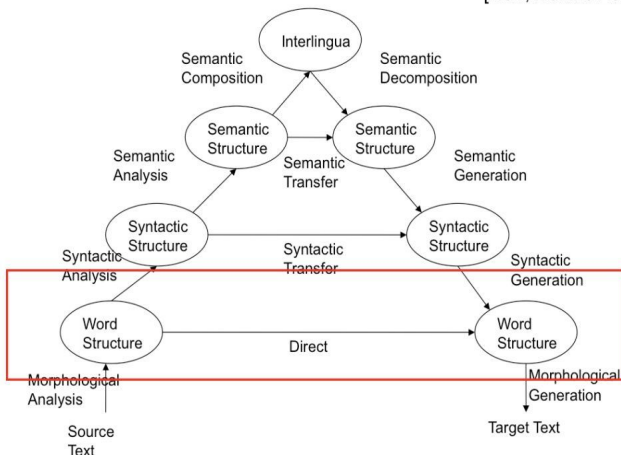 Interlingua
Semantic
Composition
Semantic
Decomposition
Semantic
Structure
Semantic
Structure
Semantic
Transfer
Semantic
Analysis
Semantic
Generation
Syntactic
Structure
Syntactic
Structure
Syntactic
Transfer
Syntactic
Analysis
Syntactic
Generation
Word
Structure
Word
Structure
Direct
Morphological
Analysis
Morphological
Generation
Source
Text
Target Text